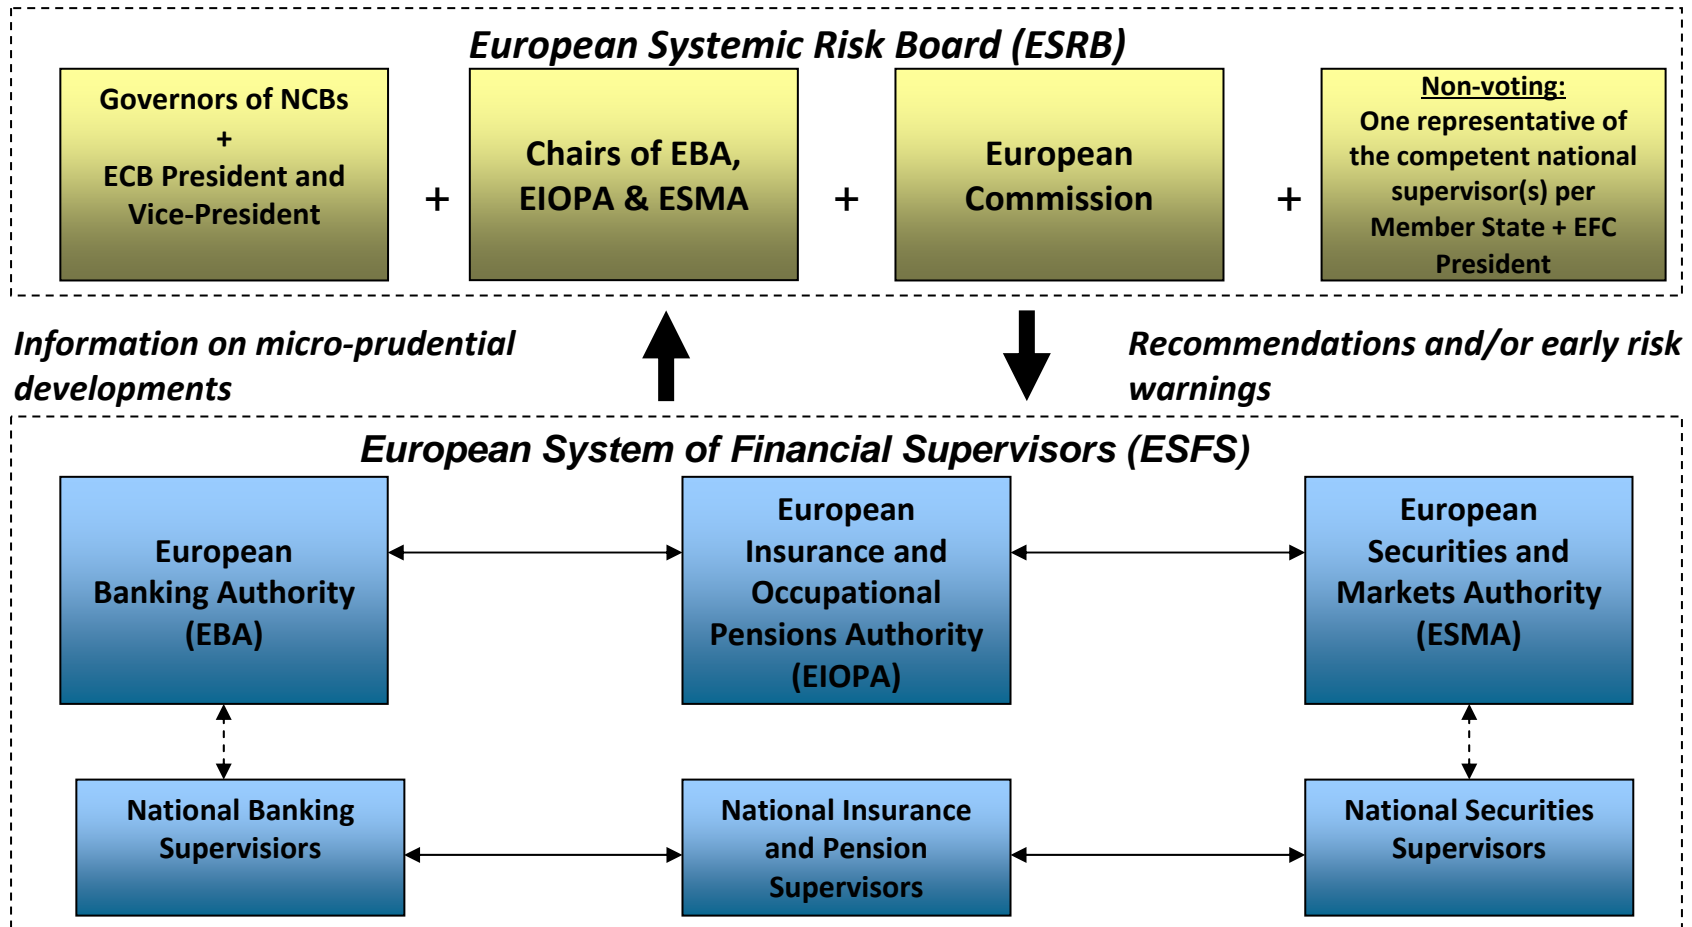 European Systemic Risk Board (ESRB)
Governors of NCBs
+
ECB President and
Vice-President
+
Chairs of EBA,
EIOPA & ESMA
+
European
Commission
+
Non-voting:
One representative of
the competent national
supervisor(s) per
Member State + EFC
President
Information on micro-prudential
developments
Recommendations and/or early risk
warnings
European System of Financial Supervisors (ESFS)
European
Banking Authority
(EBA)
European
Insurance and
Occupational
Pensions Authority
(EIOPA)
European
Securities and
Markets Authority
(ESMA)
National Banking
Supervisiors
National Insurance
and Pension
Supervisors
National Securities
Supervisors